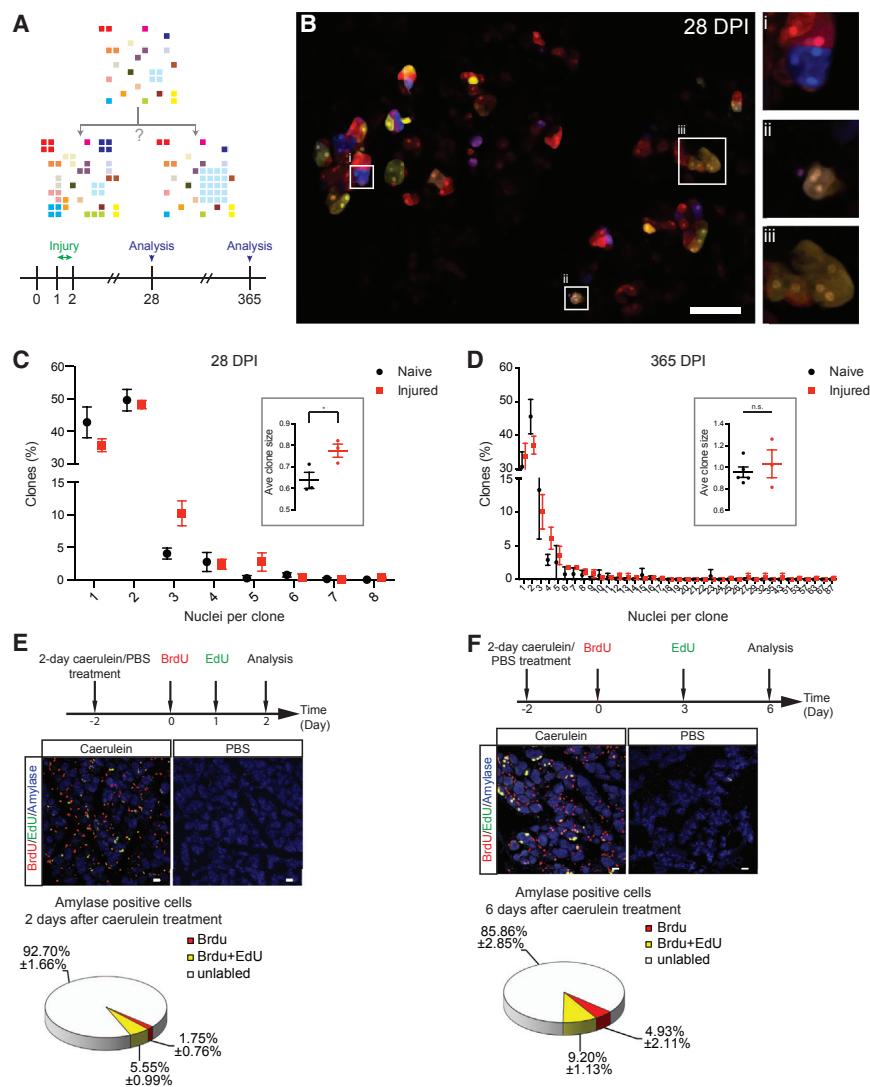 A
?
Injury
Analysis
Analysis
0
1
2
28
365
B
28 DPI
i
ii
iii
i
ii
iii
C
28 DPI
Naive
Injured
Clones (%)
60
50
40
30
15
10
5
0
1
2
3
4
5
6
7
8
Nuclei per clone
Ave clone size
0.9
0.8
0.7
0.6
0.5
*
D
365 DPI
Naive
Injured
Clones (%)
60
50
40
30
15
10
5
0
Nuclei per clone
Ave clone size
1.4
1.2
1.0
0.8
0.6
n.s.
E
2-day caerulein/PBS
treatment
BrdU
EdU
Analysis
Time
(Day)
-2
0
1
2
Caerulein
PBS
BrdU/EdU/Amylase
Amylase positive cells
2 days after caerulein treatment
Brdu
Brdu+EdU
unlabled
92.70%
±1.66%
1.75%
±0.76%
5.55%
±0.99%
F
2-day caerulein/
PBS treatment
BrdU
EdU
Analysis
Time
(Day)
-2
0
3
6
Caerulein
PBS
BrdU/EdU/Amylase
Amylase positive cells
6 days after caerulein treatment
Brdu
Brdu+EdU
unlabled
85.86%
±2.85%
4.93%
±2.11%
9.20%
±1.13%